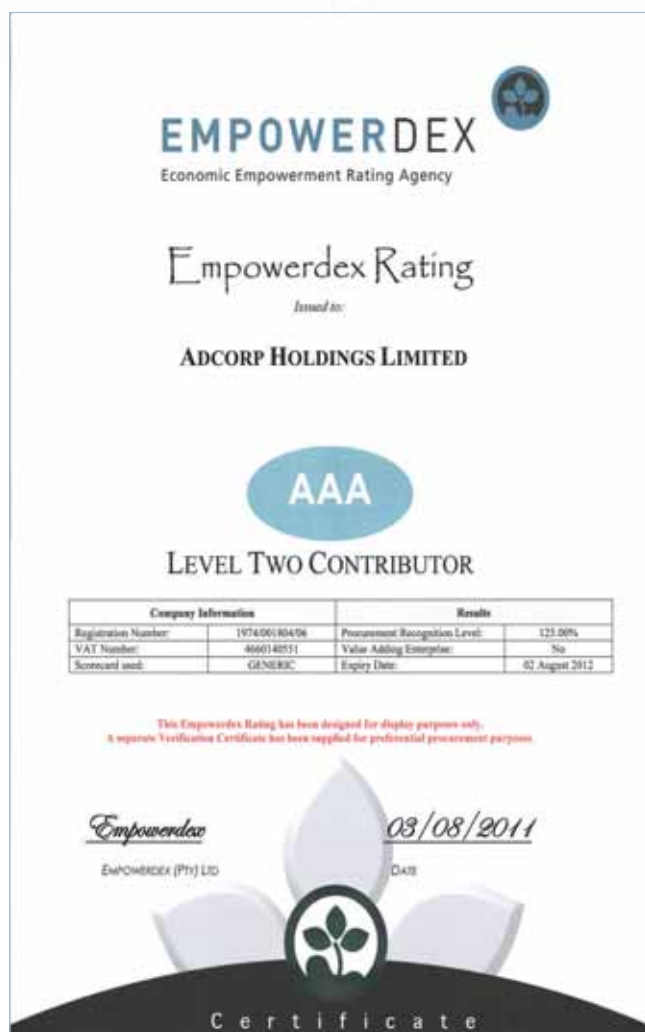 EMPOWERDEX
Economic Empowerment Rating Agency
Empowerdex Rating
Issued to:
ADCORP HOLDINGS LIMITED
AAA
LEVEL TWO CONTRIBUTOR
Company Information Results
Registration Number: 1974/001804/06 Procurement Recognition Level: 125.00%
VAT Number: 4660140551 Value Adding Enterprise: No
Scorecard used: GENERIC Expiry Date: 02 August 2012
This Empowerdex Rating has been designed for display purposes only.
A separate Verification Certificate has been supplied for preferential procurement purposes.
Empowerdex 03/08/2011
EMPOWERDEX (PTY) LTD DATE
Certificate